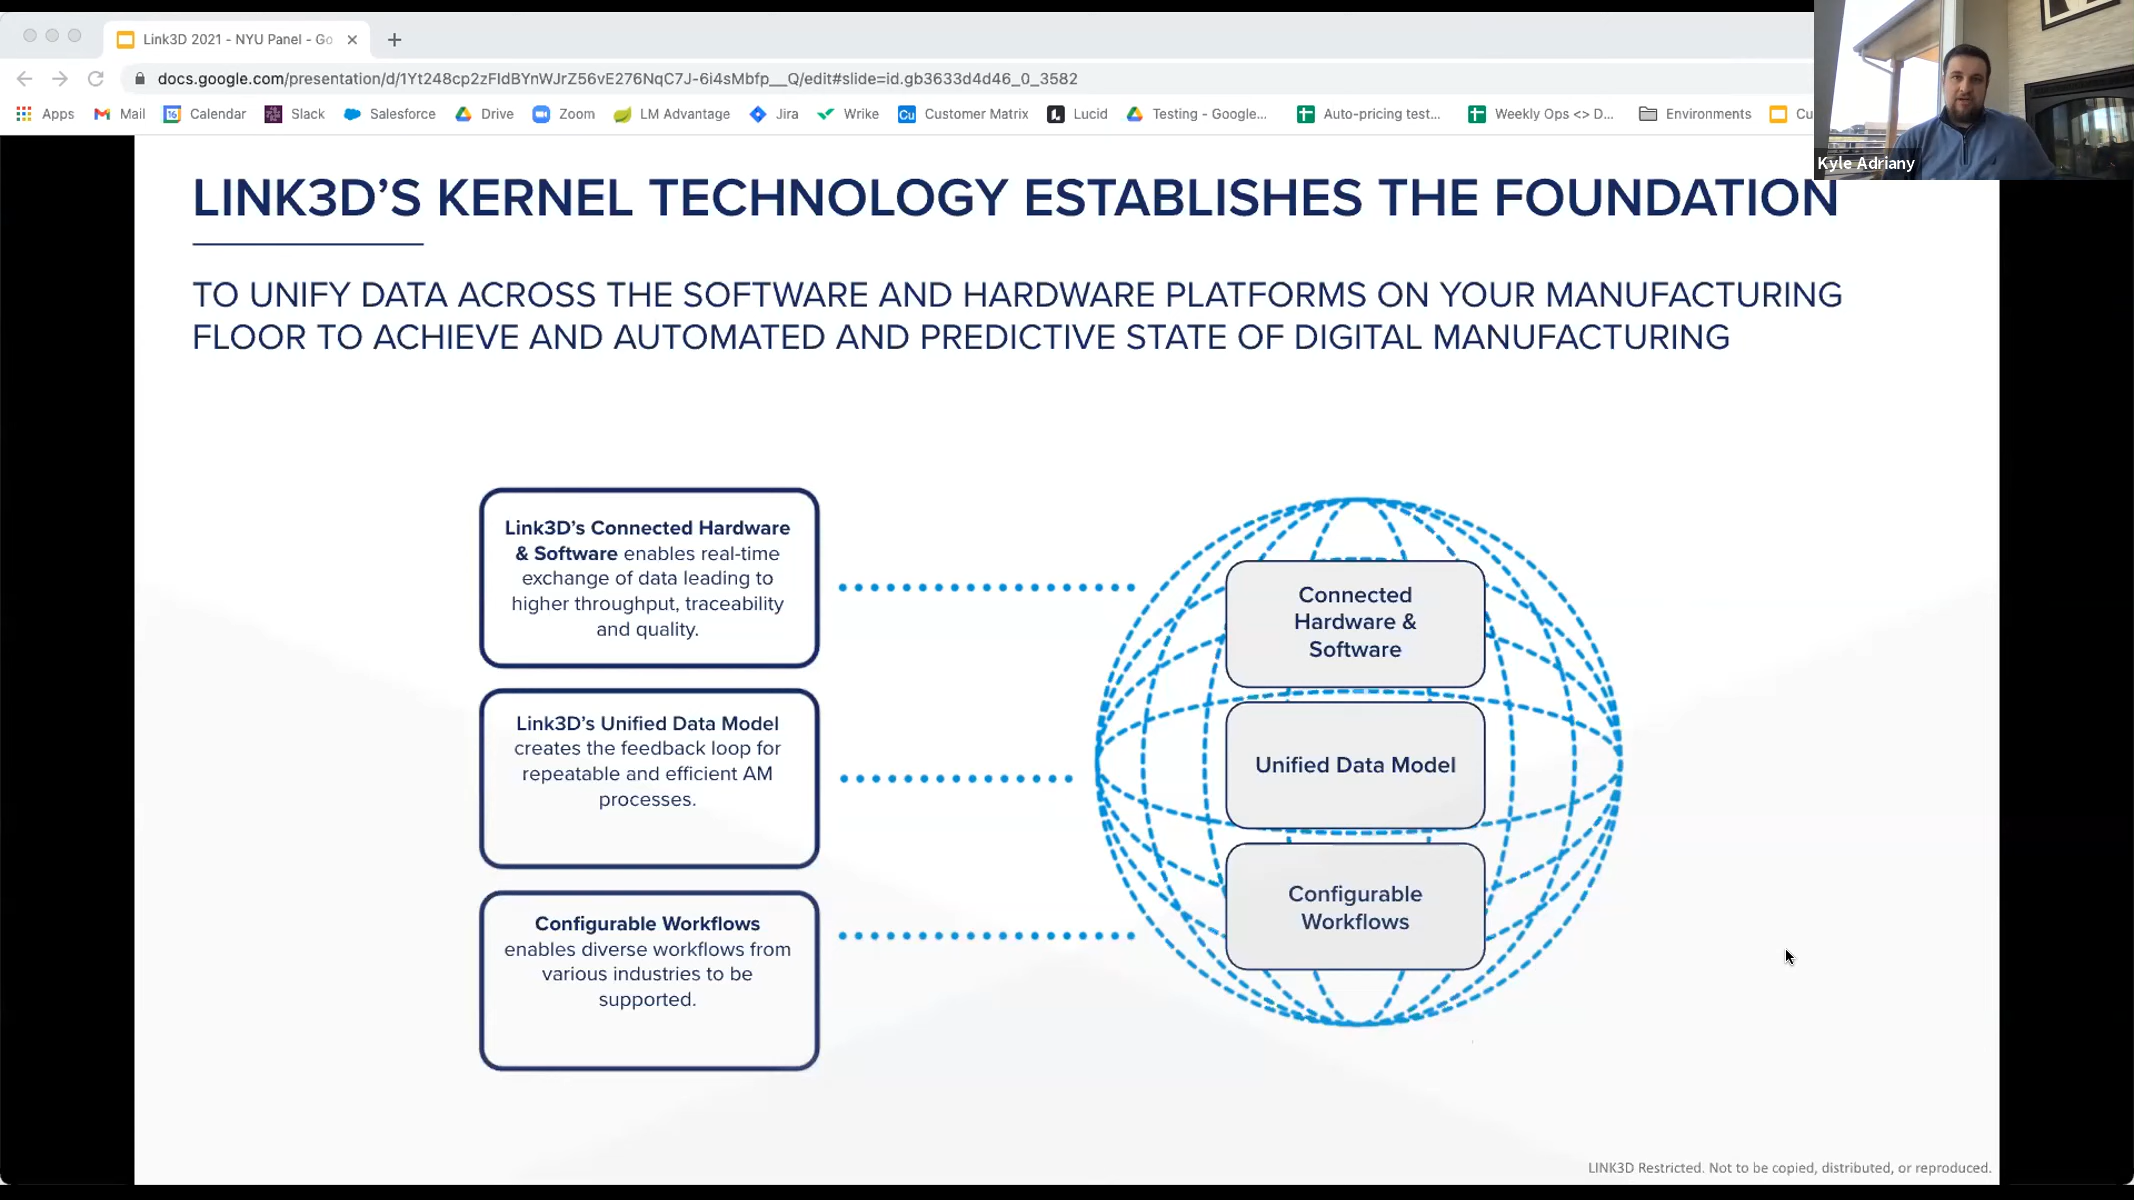 Link3D 2021 - NYU Panel - Go
docs.google.com/presentation/d/1Yt248cp2zFIdBYnWJrZ56vE276NqC7J-6i4sMbfp__Q/edit#slide=id.gb3633d4d46_0_3582
Apps Mail Calendar Slack Salesforce Drive Zoom LM Advantage Jira Wrike Customer Matrix Lucid Testing - Google... Auto-pricing test... Weekly Ops <> D... Environments Cu
Kyle Adriany
LINK3D’S KERNEL TECHNOLOGY ESTABLISHES THE FOUNDATION
TO UNIFY DATA ACROSS THE SOFTWARE AND HARDWARE PLATFORMS ON YOUR MANUFACTURING
FLOOR TO ACHIEVE AND AUTOMATED AND PREDICTIVE STATE OF DIGITAL MANUFACTURING
Link3D’s Connected Hardware
& Software enables real-time
exchange of data leading to
higher throughput, traceability
and quality.
Link3D’s Unified Data Model
creates the feedback loop for
repeatable and efficient AM
processes.
Configurable Workflows
enables diverse workflows from
various industries to be
supported.
Connected
Hardware &
Software
Unified Data Model
Configurable
Workflows
LINK3D Restricted. Not to be copied, distributed, or reproduced.